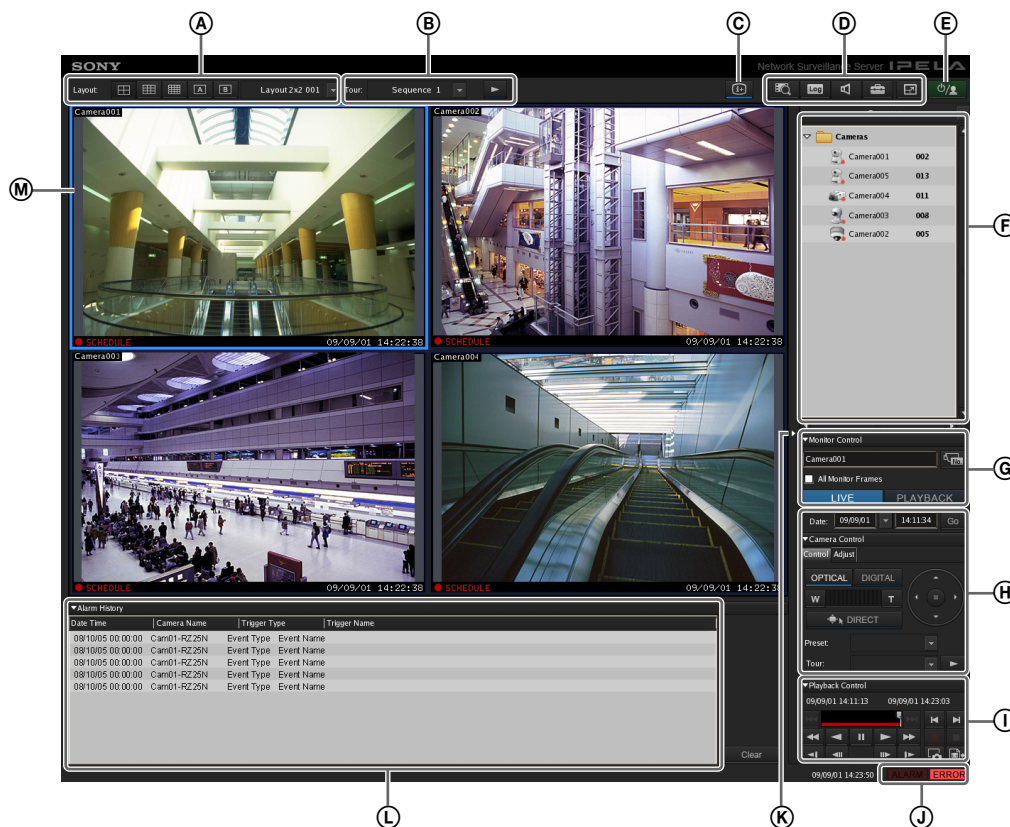 A
B
C
D
E
SONY
Network Surveillance Server IPELA
Layout:
A
B
Layout 2x2 001
Tour:
Sequence 1
Log
Camera001
SCHEDULE
09/09/01 14:22:38
Camera002
09/09/01 14:22:38
Camera003
SCHEDULE
09/09/01 14:22:38
Camera004
SCHEDULE
09/09/01 14:22:38
M
Cameras
Camera001 002
Camera005 013
Camera004 011
Camera003 008
Camera002 005
F
Monitor Control
Camera001
No
All Monitor Frames
LIVE PLAYBACK
G
Date: 09/09/01 14:11:34 Go
Camera Control
Control Adjust
OPTICAL DIGITAL
W T
DIRECT
Preset:
Tour:
H
Playback Control
09/09/01 14:11:13 09/09/01 14:23:03
I
Alarm History
Date Time Camera Name Trigger Type Trigger Name
08/10/05 00:00:00 Cam01-RZ25N Event Type Event Name
08/10/05 00:00:00 Cam01-RZ25N Event Type Event Name
08/10/05 00:00:00 Cam01-RZ25N Event Type Event Name
08/10/05 00:00:00 Cam01-RZ25N Event Type Event Name
08/10/05 00:00:00 Cam01-RZ25N Event Type Event Name
Clear
09/09/01 14:23:50 ALARM ERROR
L
K
J